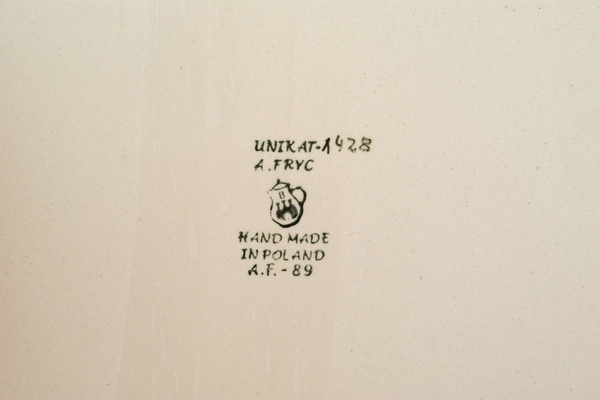 UNIKAT-1428
A.FRYC
B
HAND MADE
IN POLAND
A.F.-89